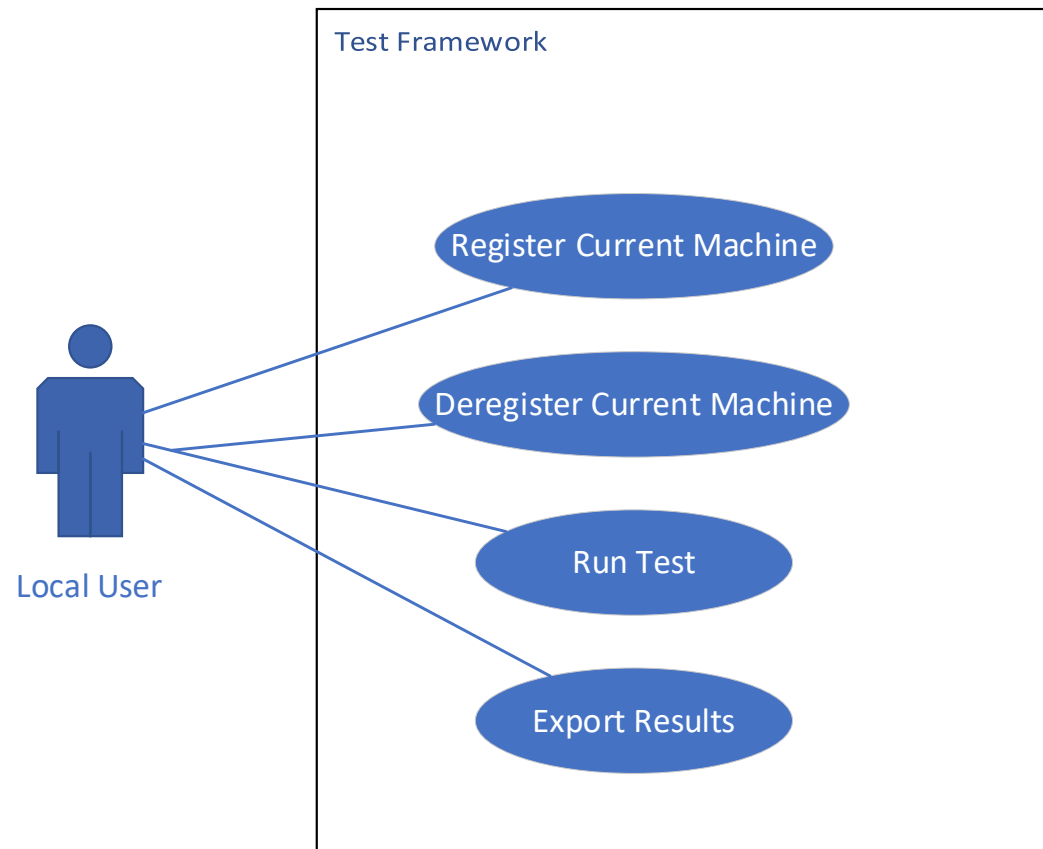 Test Framework
Register Current Machine
Deregister Current Machine
Run Test
Local User
Export Results